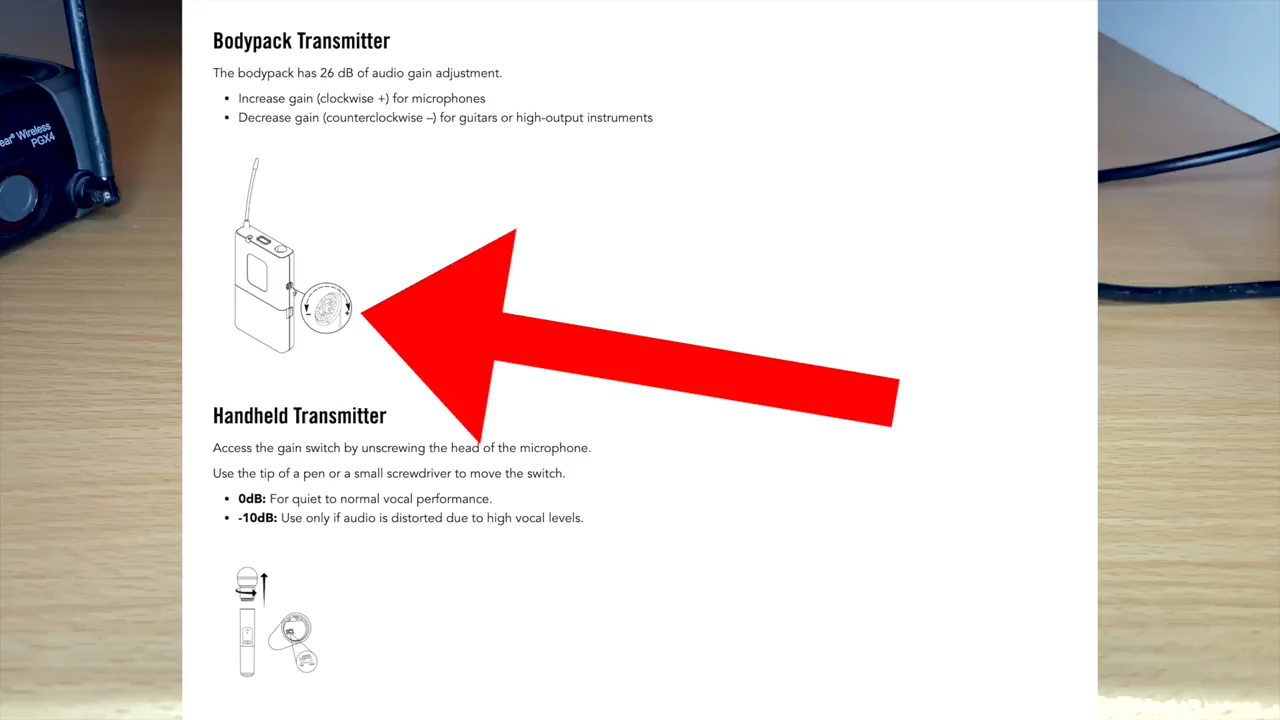 Bodypack Transmitter
The bodypack has 26 dB of audio gain adjustment.
• Increase gain (clockwise +) for microphones
• Decrease gain (counterclockwise –) for guitars or high-output instruments
Wireless
PGX4
– +
Handheld Transmitter
Access the gain switch by unscrewing the head of the microphone.
Use the tip of a pen or a small screwdriver to move the switch.
• 0dB: For quiet to normal vocal performance.
• -10dB: Use only if audio is distorted due to high vocal levels.